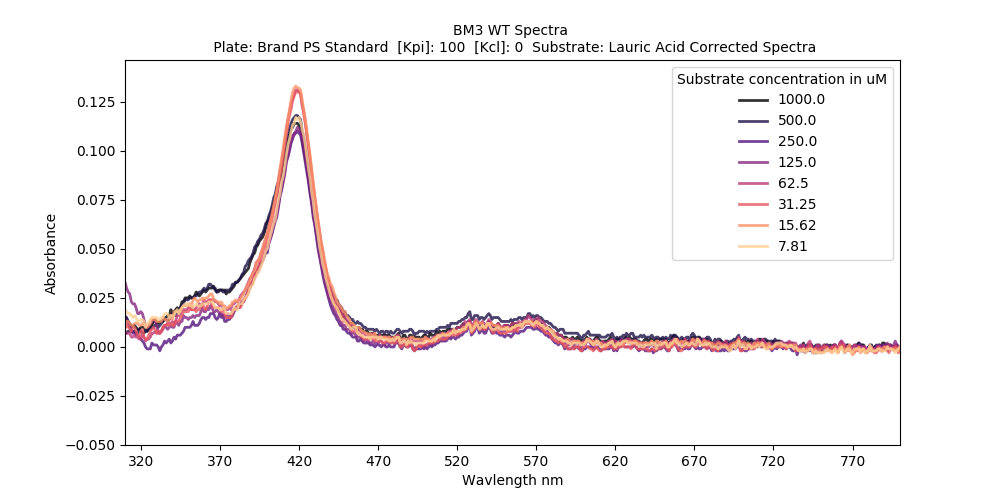 BM3 WT Spectra
Plate: Brand PS Standard  [Kpi]: 100  [Kcl]: 0  Substrate: Lauric Acid Corrected Spectra
Substrate concentration in uM
1000.0
500.0
250.0
125.0
62.5
31.25
15.62
7.81
Absorbance
0.125
0.100
0.075
0.050
0.025
0.000
−0.025
−0.050
320 370 420 470 520 570 620 670 720 770
Wavlength nm